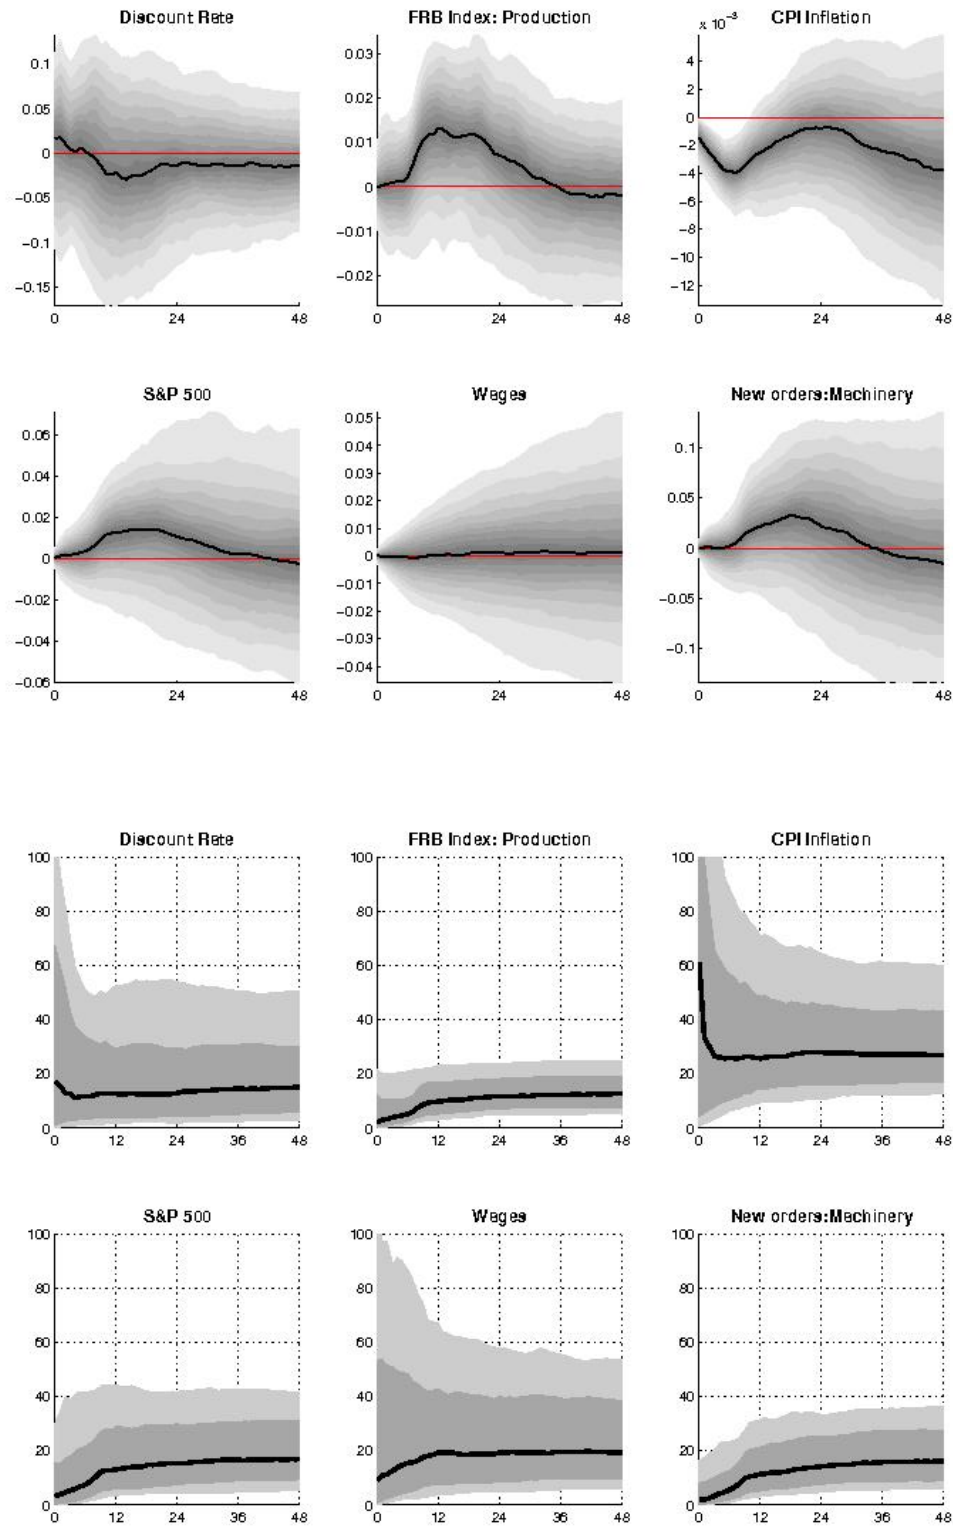 Discount Rate FRB Index: Production CPI Inflation
x 10⁻³
0.1 0.03 4
0.05 0.02 2
0 0.01 0
−0.05 0 −2
−0.1 −0.01 −4
−0.15 −0.02 −6
−8
−10
−12
0 24 48 0 24 48 0 24 48
S&P 500 Wages New orders:Machinery
0.06 0.05 0.1
0.04 0.04 0.05
0.02 0.03 0
0 0.02 −0.05
−0.02 0.01 −0.1
−0.04 0
−0.06 −0.01
−0.02
−0.03
−0.04
0 24 48 0 24 48 0 24 48
Discount Rate FRB Index: Production CPI Inflation
100 100 100
80 80 80
60 60 60
40 40 40
20 20 20
0 0 0
0 12 24 36 48 0 12 24 36 48 0 12 24 36 48
S&P 500 Wages New orders:Machinery
100 100 100
80 80 80
60 60 60
40 40 40
20 20 20
0 0 0
0 12 24 36 48 0 12 24 36 48 0 12 24 36 48